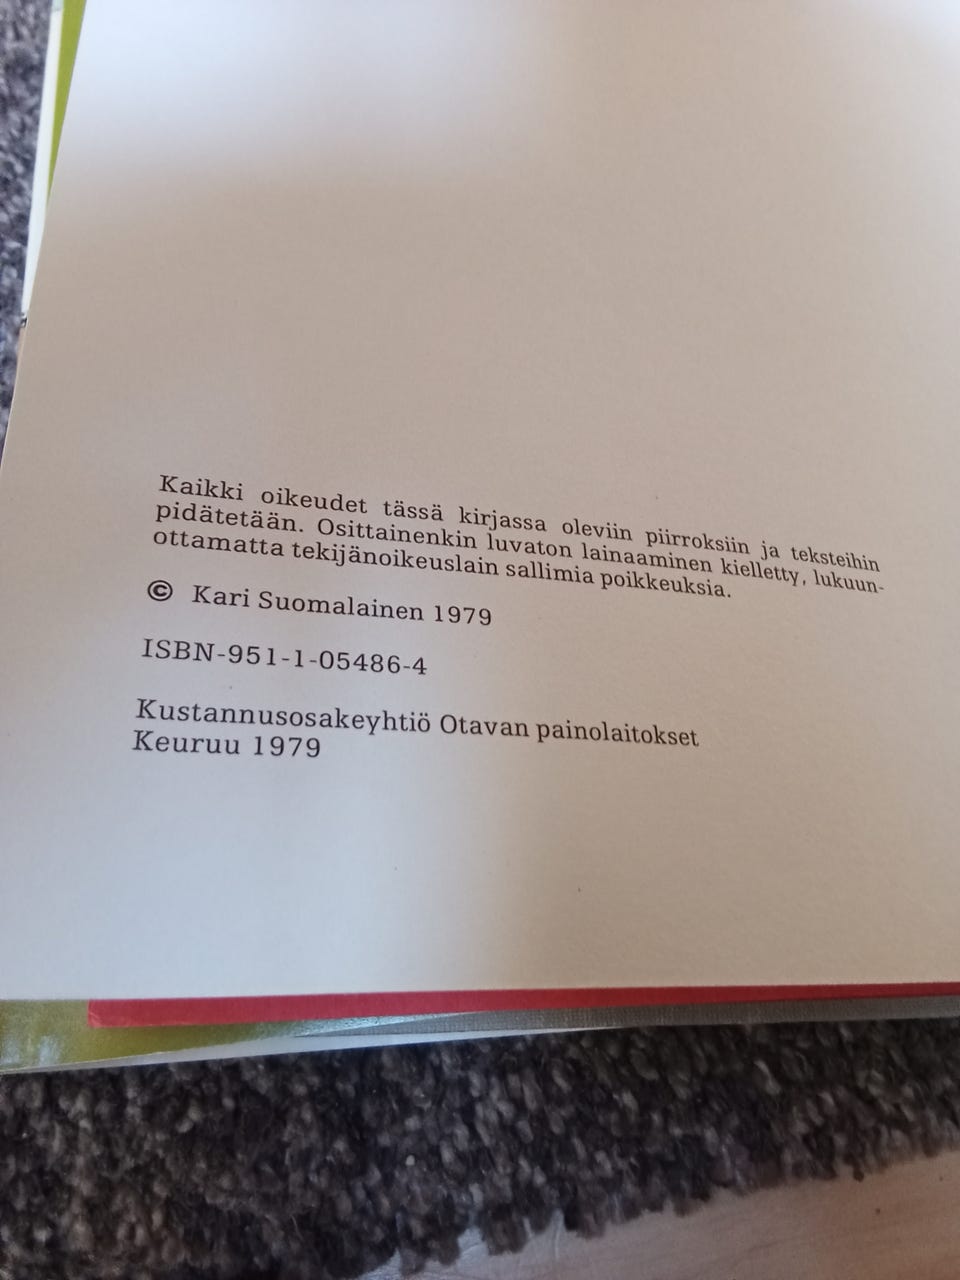 Kaikki oikeudet tässä kirjassa oleviin piirroksiin ja teksteihin
pidätetään. Osittainenkin luvaton lainaaminen kielletty, lukuun-
ottamatta tekijänoikeuslain sallimia poikkeuksia.
© Kari Suomalainen 1979
ISBN-951-1-05486-4
Kustannusosakeyhtiö Otavan painolaitokset
Keuruu 1979